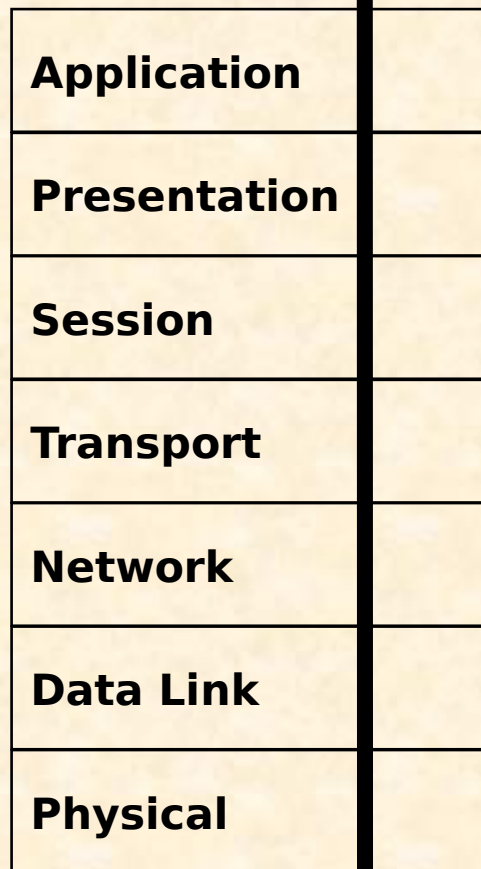 Application
Presentation
Session
Transport
Network
Data Link
Physical